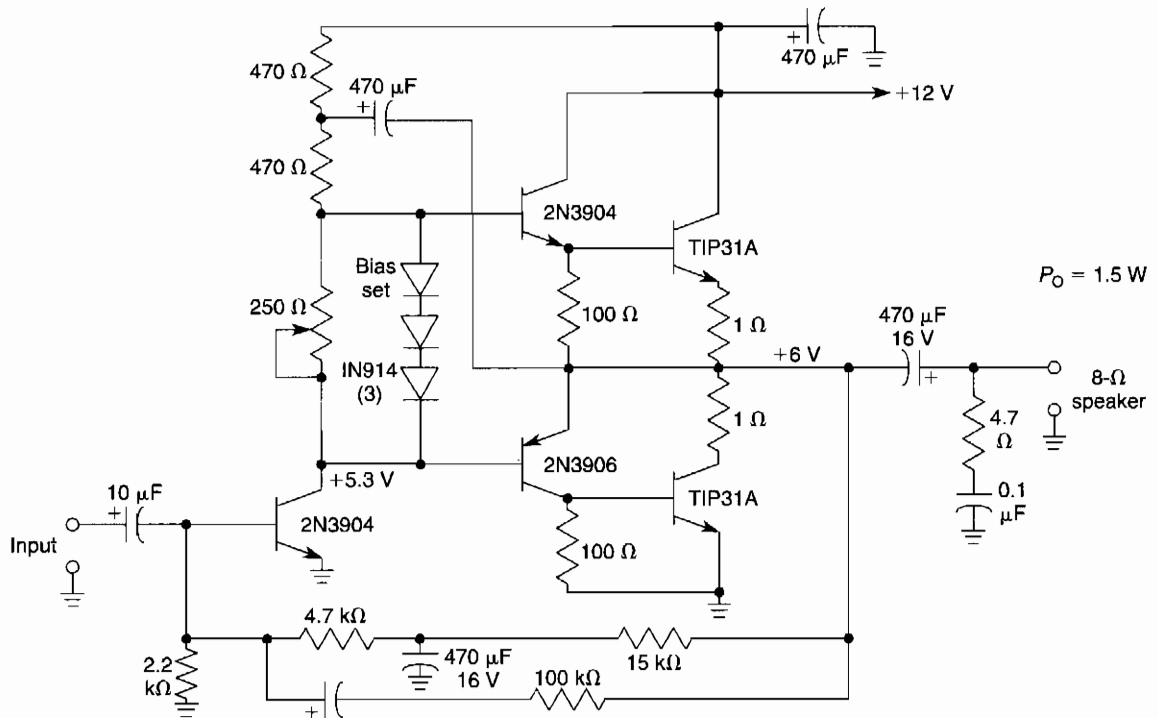 470 Ω
470 μF
+
+
470 μF
+12 V
470 Ω
2N3904
TIP31A
Bias
set
250 Ω
100 Ω
1 Ω
PO = 1.5 W
470 μF
16 V
+
+6 V
IN914
(3)
8-Ω
speaker
1 Ω
4.7
Ω
2N3906
+5.3 V
TIP31A
0.1
μF
10 μF
+
2N3904
Input
100 Ω
4.7 kΩ
2.2
kΩ
470 μF
16 V
15 kΩ
100 kΩ
+